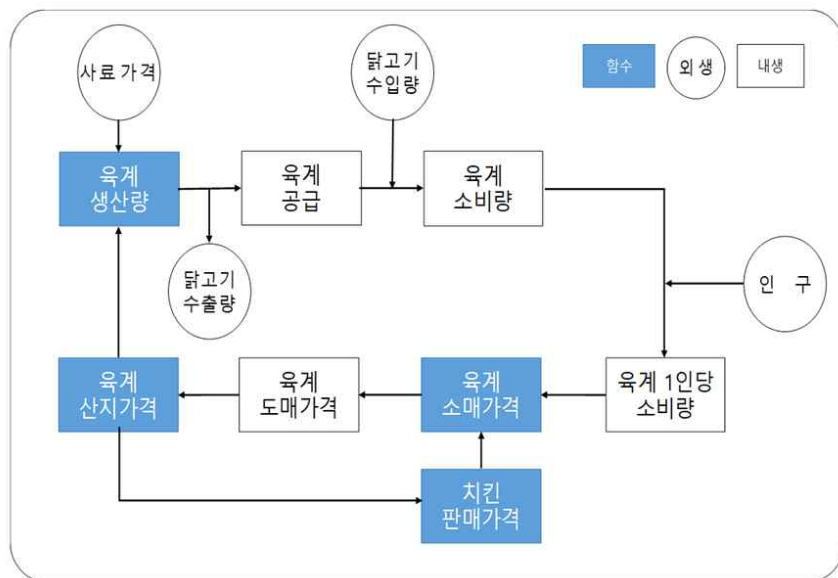 사료가격
닭고기
수입량
함수
외생
내생
육계
생산량
육계
공급
육계
소비량
닭고기
수출량
인 구
육계
산지가격
육계
도매가격
육계
소매가격
육계 1인당
소비량
치킨
판매가격